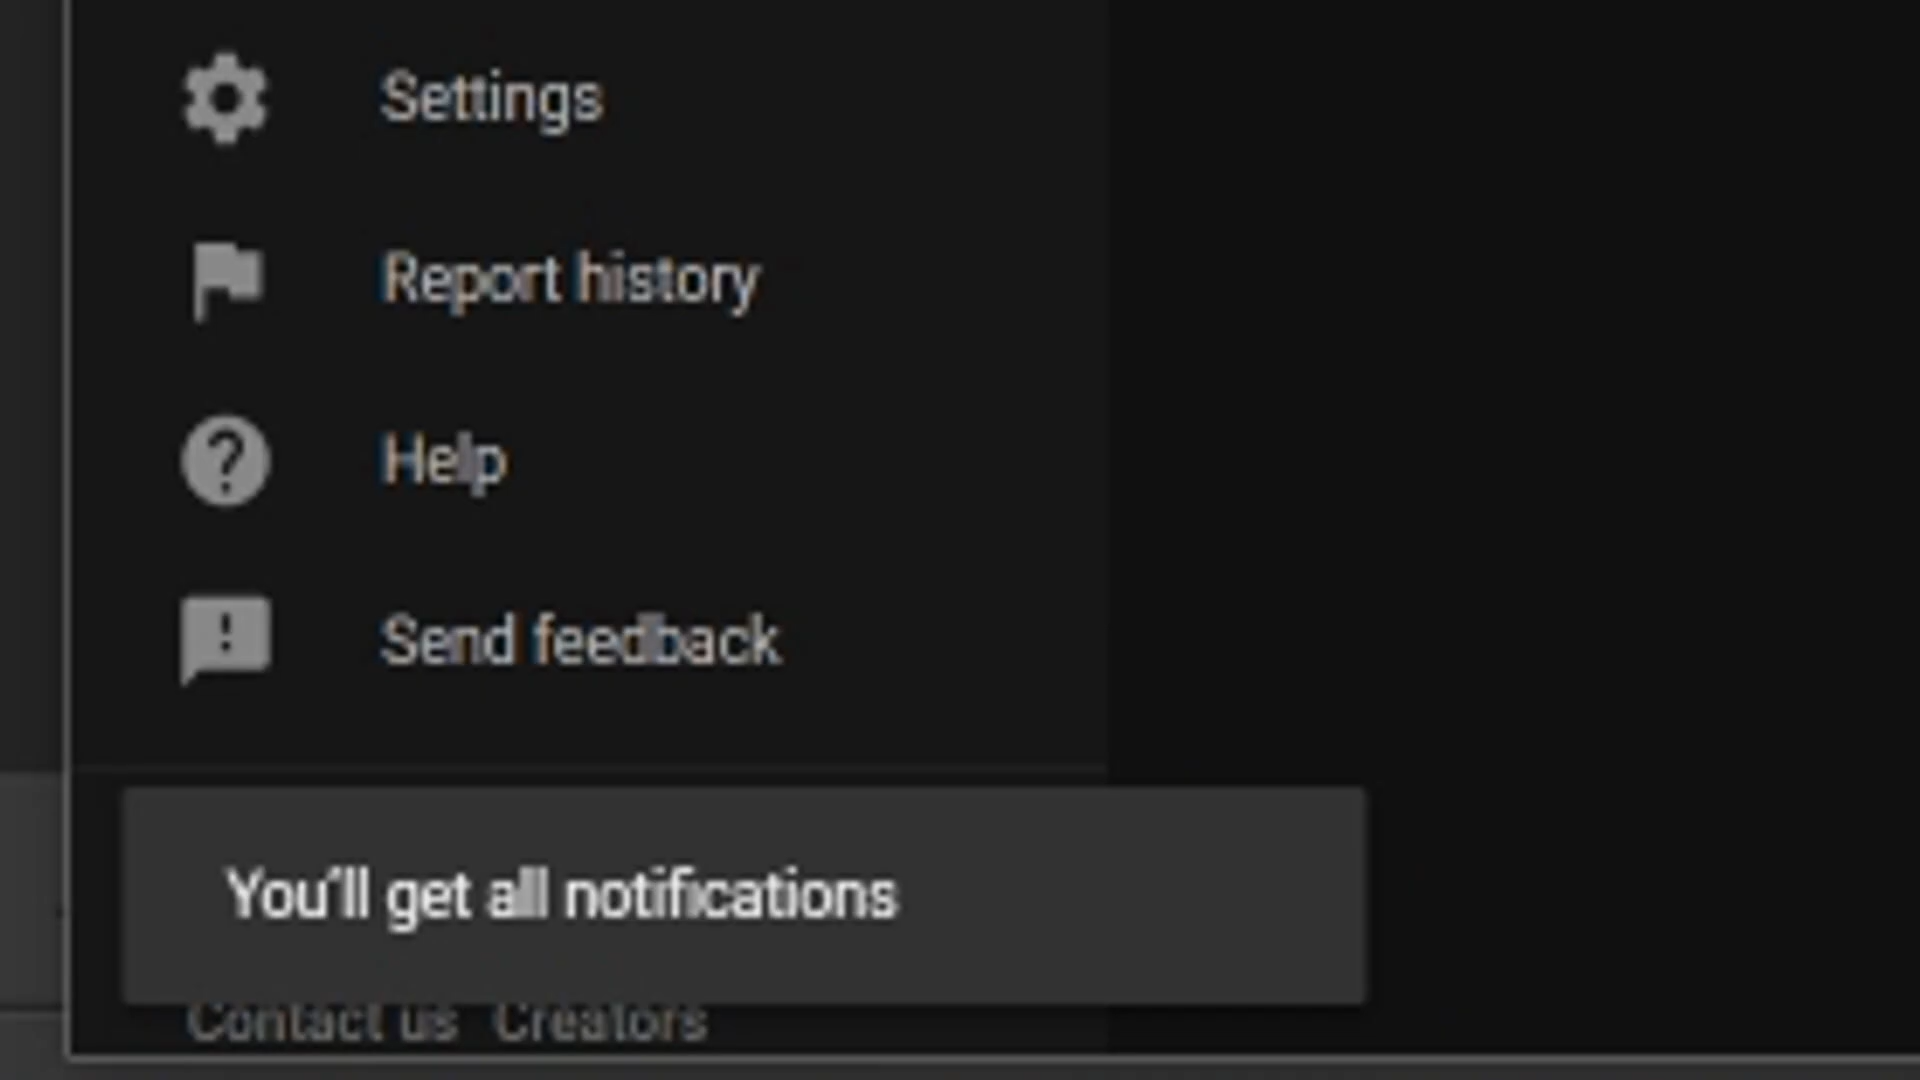 Settings
Report history
Help
Send feedback
You'll get all notifications
Contact us Creators